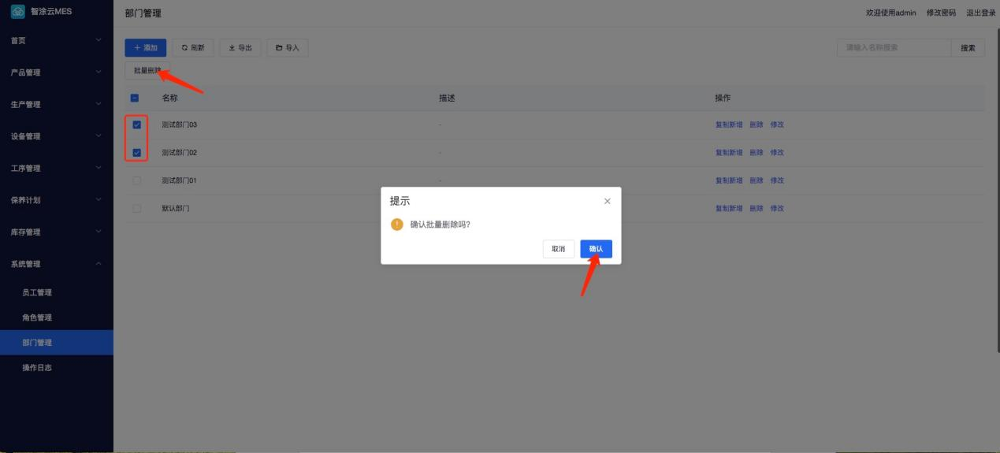 智涂云MES
部门管理
欢迎使用admin 修改密码 退出登录
首页
产品管理
生产管理
设备管理
工序管理
保养计划
库存管理
系统管理
员工管理
角色管理
部门管理
操作日志
+ 添加 刷新 导出 导入
请输入名称搜索 搜索
批量删除
名称 描述 操作
测试部门03 - 复制新增 删除 修改
测试部门02 - 复制新增 删除 修改
测试部门01 - 复制新增 删除 修改
默认部门 复制新增 删除 修改
提示
确认批量删除吗?
取消 确认